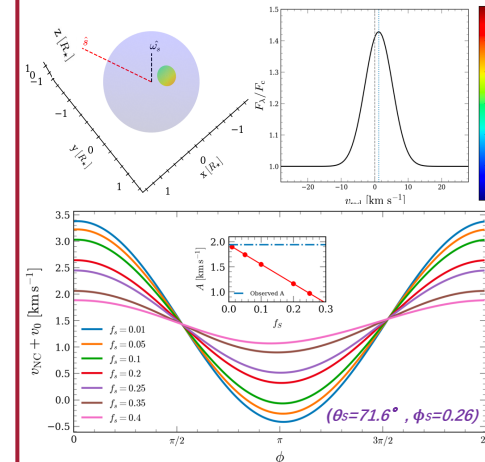 z [R⋆]
ŝ
ω̂s
1
0
−1
−1
0
1
y [R⋆]
−1
0
1
x [R⋆]
1.5
1.4
1.3
1.2
1.1
1.0
Fλ/Fc
−20
0
20
[km s⁻¹]
3.5
3.0
2.5
2.0
1.5
1.0
0.5
0.0
−0.5
vNC + v0 [km s⁻¹]
fs = 0.01
fs = 0.05
fs = 0.1
fs = 0.2
fs = 0.25
fs = 0.35
fs = 0.4
2.0
1.5
1.0
A [km s⁻¹]
Observed A
0.0
0.1
0.2
0.3
fS
(θs=71.6° , ϕs=0.26)
0
π/2
π
3π/2
2
ϕ